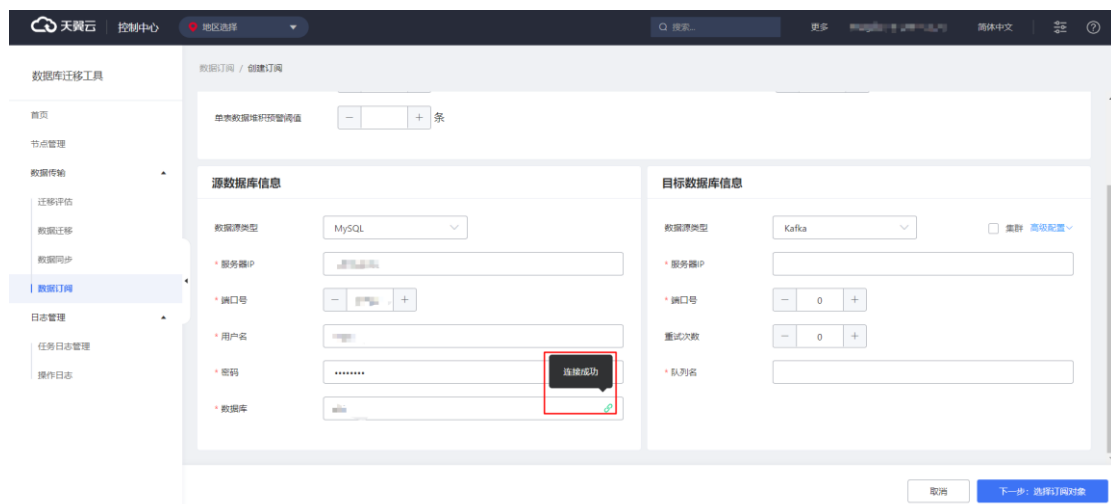 天翼云 控制中心 地区选择 搜索... 更多 简体中文
数据库迁移工具
数据订阅 / 创建订阅
首页
节点管理
数据传输
迁移评估
数据迁移
数据同步
数据订阅
日志管理
任务日志管理
操作日志
单表数据堆积预警阈值 − + 条
源数据库信息
数据源类型 MySQL
* 服务器IP
* 端口号 − +
* 用户名
* 密码 ••••••••
连接成功
* 数据库
目标数据库信息
数据源类型 Kafka 集群 高级配置
* 服务器IP
* 端口号 − 0 +
重试次数 − 0 +
* 队列名
取消 下一步：选择订阅对象